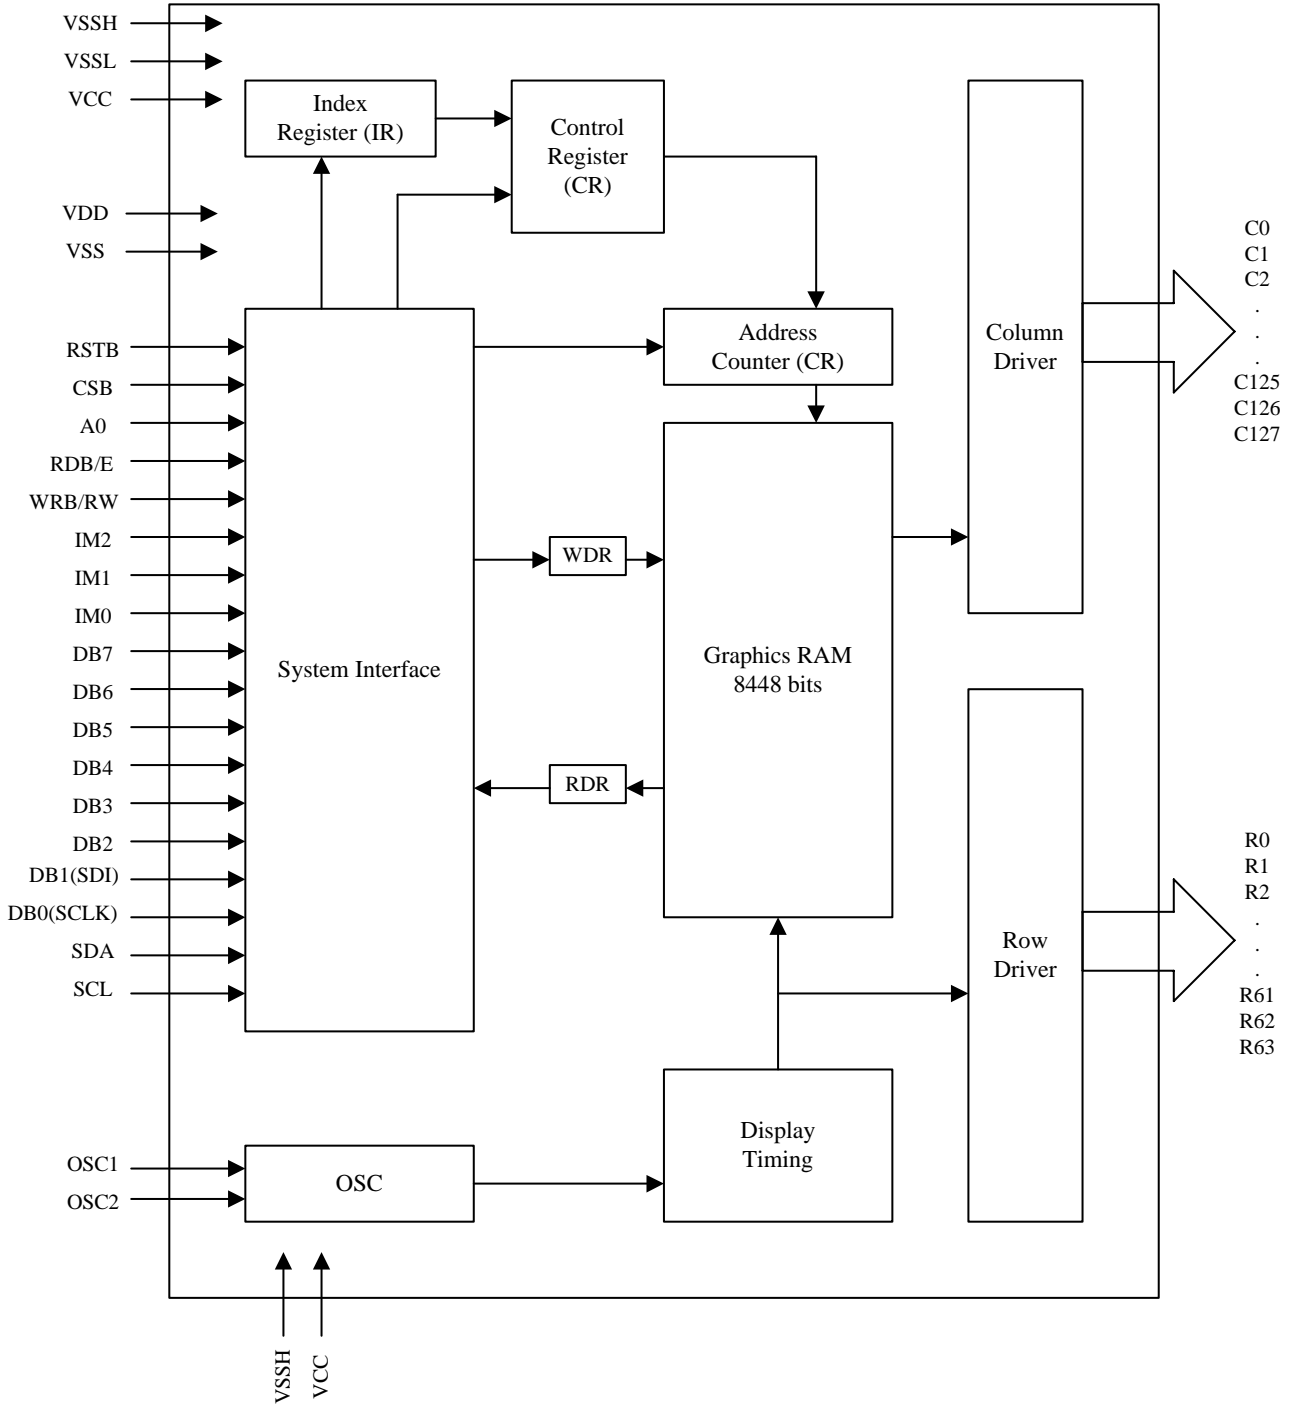 VSSH
VSSL
VCC
VDD
VSS
RSTB
CSB
A0
RDB/E
WRB/RW
IM2
IM1
IM0
DB7
DB6
DB5
DB4
DB3
DB2
DB1(SDI)
DB0(SCLK)
SDA
SCL
OSC1
OSC2
Index
Register (IR)
Control
Register
(CR)
System Interface
Address
Counter (CR)
WDR
RDR
Graphics RAM
8448 bits
OSC
Display
Timing
Column
Driver
Row
Driver
C0
C1
C2
.
.
.
C125
C126
C127
R0
R1
R2
.
.
.
R61
R62
R63
VSSH
VCC